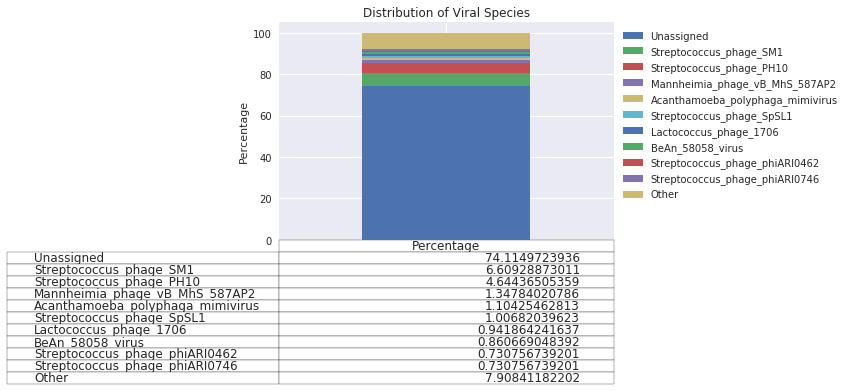 Distribution of Viral Species
100
80
60
40
20
0
Percentage
Unassigned
Streptococcus_phage_SM1
Streptococcus_phage_PH10
Mannheimia_phage_vB_MhS_587AP2
Acanthamoeba_polyphaga_mimivirus
Streptococcus_phage_SpSL1
Lactococcus_phage_1706
BeAn_58058_virus
Streptococcus_phage_phiARI0462
Streptococcus_phage_phiARI0746
Other
Percentage
Unassigned 74.1149723936
Streptococcus_phage_SM1 6.60928873011
Streptococcus_phage_PH10 4.64436505359
Mannheimia_phage_vB_MhS_587AP2 1.34784020786
Acanthamoeba_polyphaga_mimivirus 1.10425462813
Streptococcus_phage_SpSL1 1.00682039623
Lactococcus_phage_1706 0.941864241637
BeAn_58058_virus 0.860669048392
Streptococcus_phage_phiARI0462 0.730756739201
Streptococcus_phage_phiARI0746 0.730756739201
Other 7.90841182202